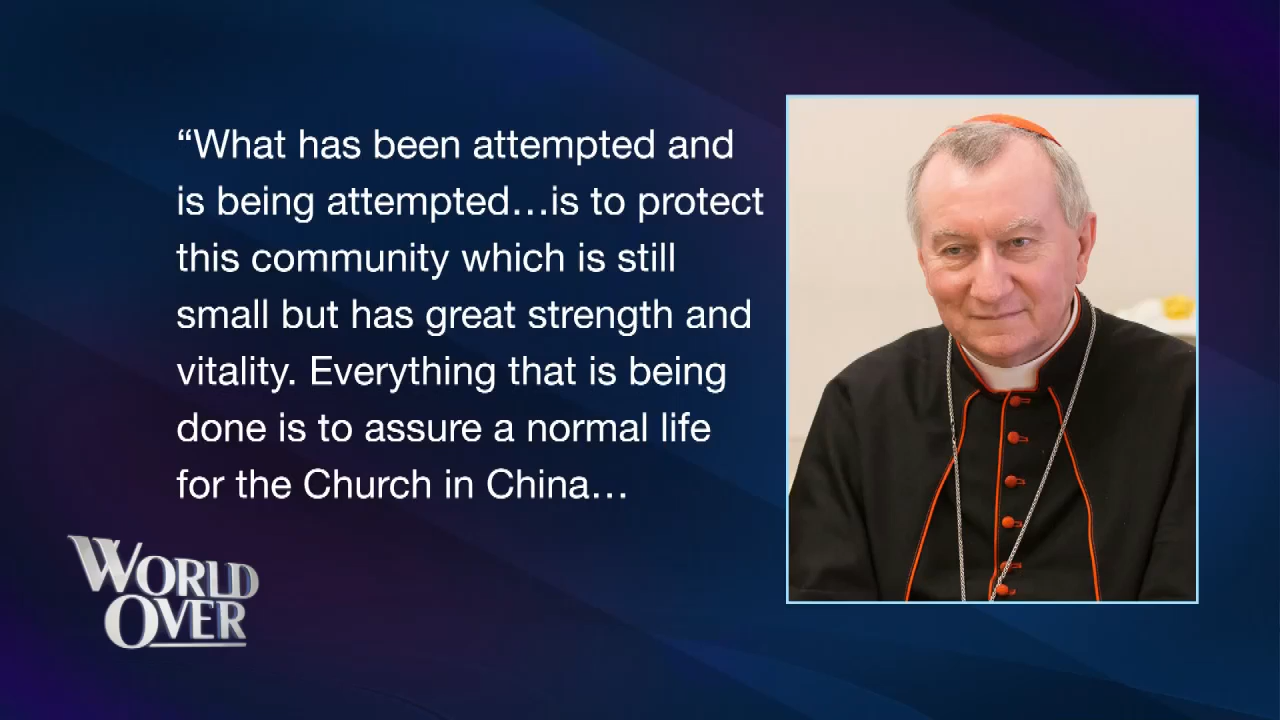 “What has been attempted and
is being attempted…is to protect
this community which is still
small but has great strength and
vitality. Everything that is being
done is to assure a normal life
for the Church in China…
WORLD
OVER